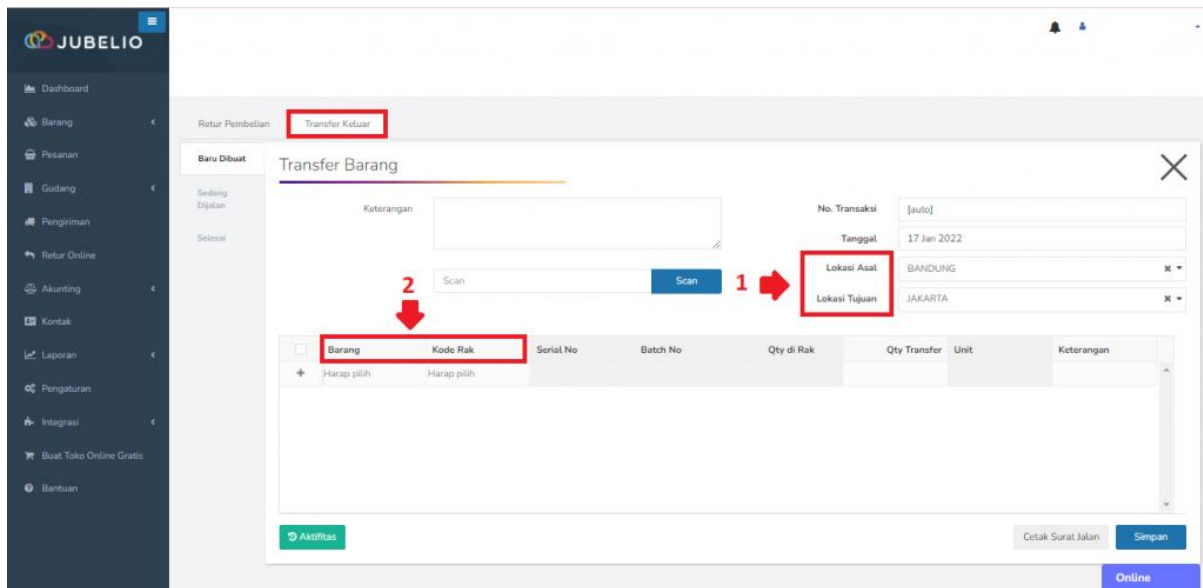 JUBELIO
Dashboard
Barang
Pesanan
Gudang
Pengiriman
Retur Online
Akunting
Kontak
Laporan
Pengaturan
Integrasi
Buat Toko Online Gratis
Bantuan
Retur Pembelian Transfer Keluar
Baru Dibuat
Sedang
Dijalan
Selesai
Transfer Barang
Keterangan
Scan Scan
No. Transaksi [auto]
Tanggal 17 Jan 2022
Lokasi Asal BANDUNG
Lokasi Tujuan JAKARTA
1
2
Barang Kode Rak Serial No Batch No Qty di Rak Qty Transfer Unit Keterangan
Harap pilih Harap pilih
Aktifitas
Cetak Surat Jalan Simpan
Online